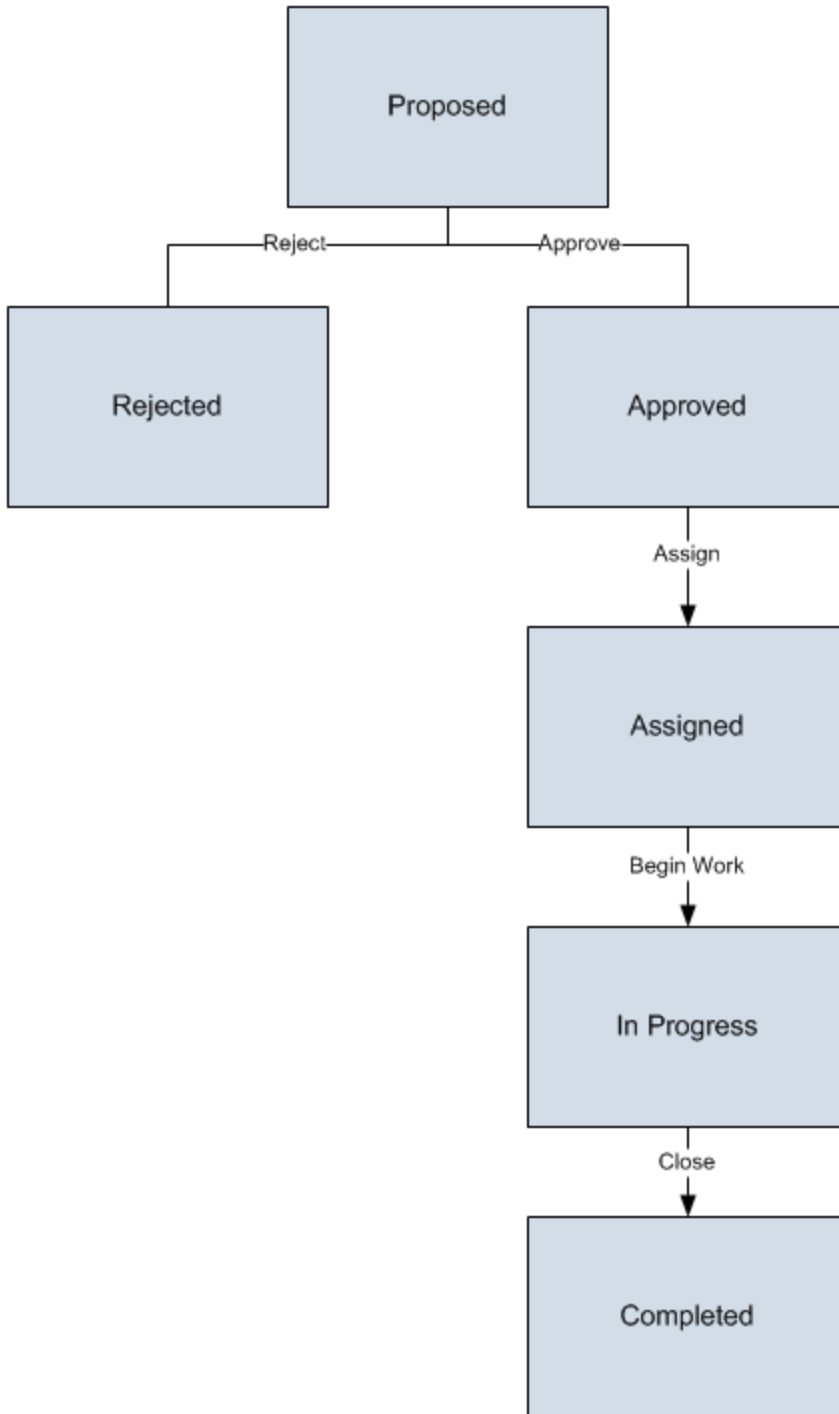 Proposed
Reject
Approve
Rejected
Approved
Assign
Assigned
Begin Work
In Progress
Close
Completed